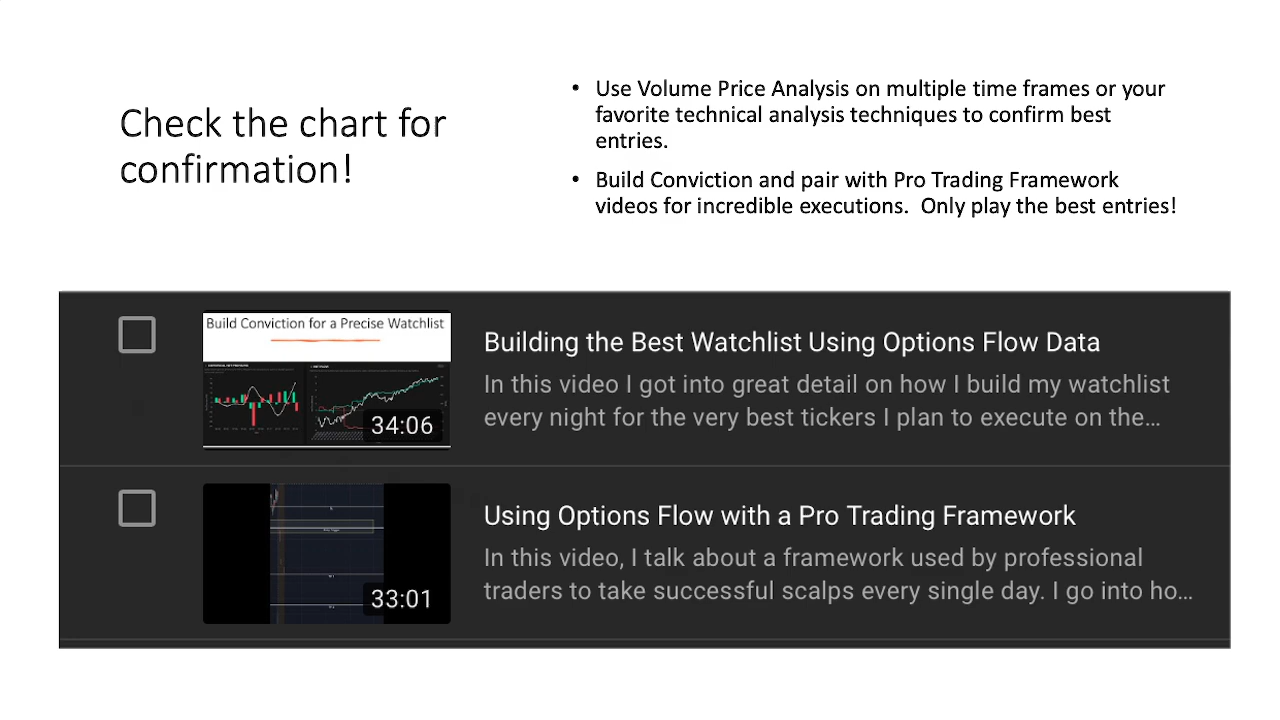 Check the chart for
confirmation!
• Use Volume Price Analysis on multiple time frames or your
favorite technical analysis techniques to confirm best
entries.
• Build Conviction and pair with Pro Trading Framework
videos for incredible executions.  Only play the best entries!
Build Conviction for a Precise Watchlist
34:06
Building the Best Watchlist Using Options Flow Data
In this video I got into great detail on how I build my watchlist
every night for the very best tickers I plan to execute on the...
33:01
Using Options Flow with a Pro Trading Framework
In this video, I talk about a framework used by professional
traders to take successful scalps every single day. I go into ho...